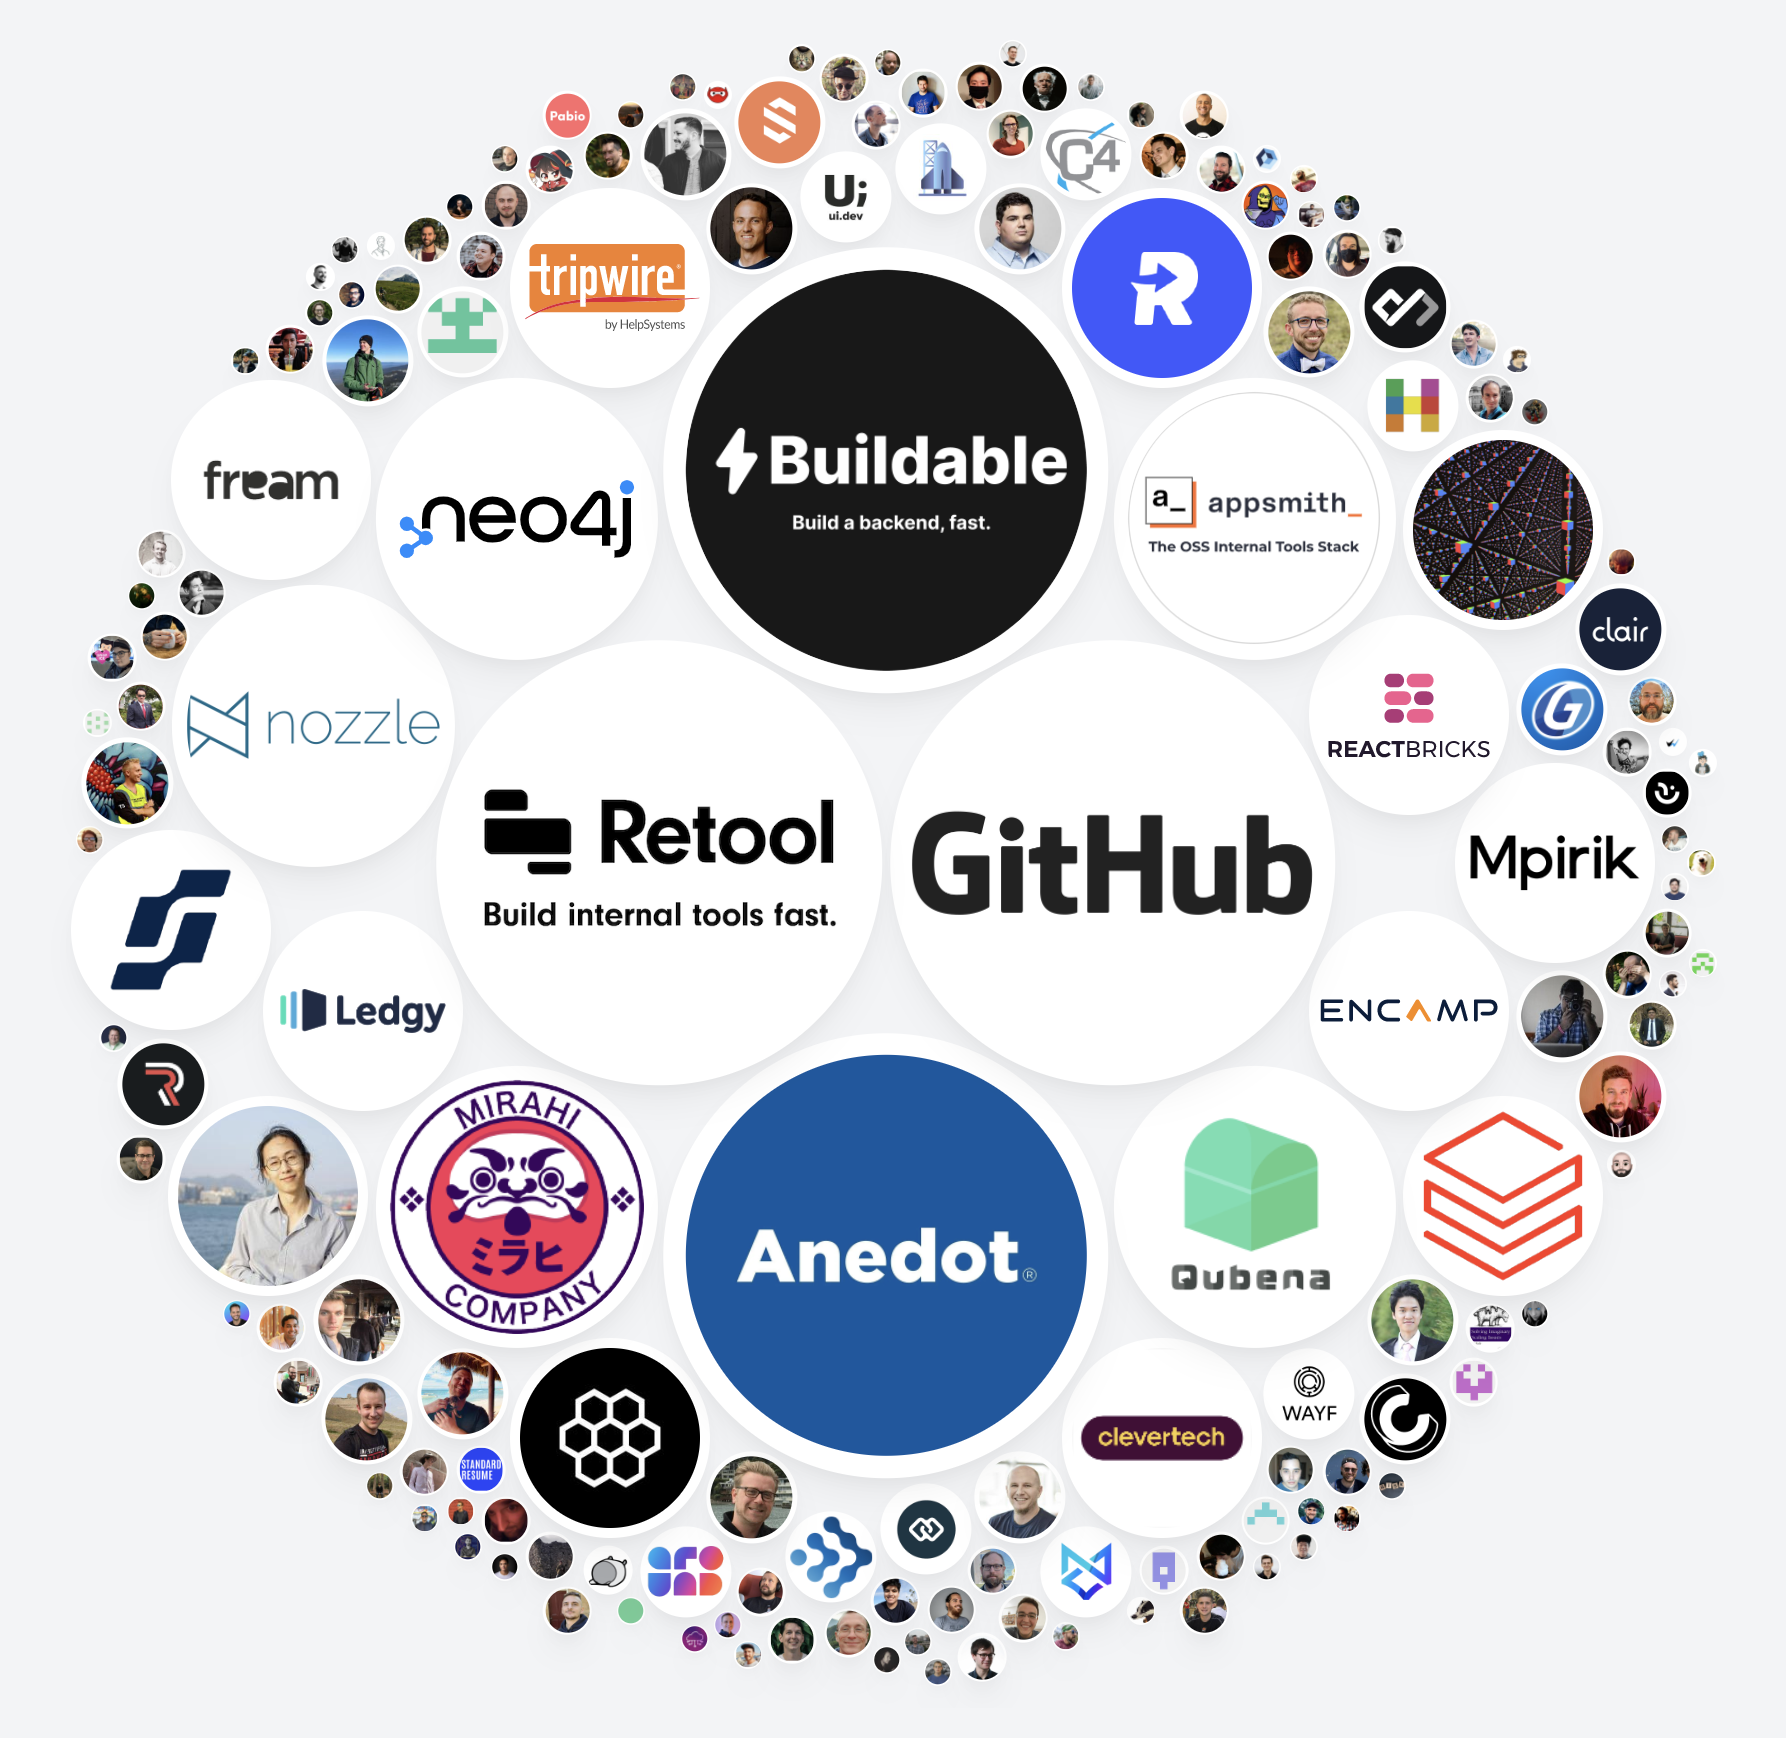 Pabio
Ui;
ui.dev
C4
tripwire®
by HelpSystems
R
Buildable
Build a backend, fast.
H
fream
neo4j
a_ appsmith_
The OSS Internal Tools Stack
clair
nozzle
REACTBRICKS
G
Retool
Build internal tools fast.
GitHub
Mpirik
Ledgy
ENCAMP
R
MIRAHI
ミラヒ
COMPANY
Anedot®
Qubena
WAYF
clevertech
STANDARD
RESUME